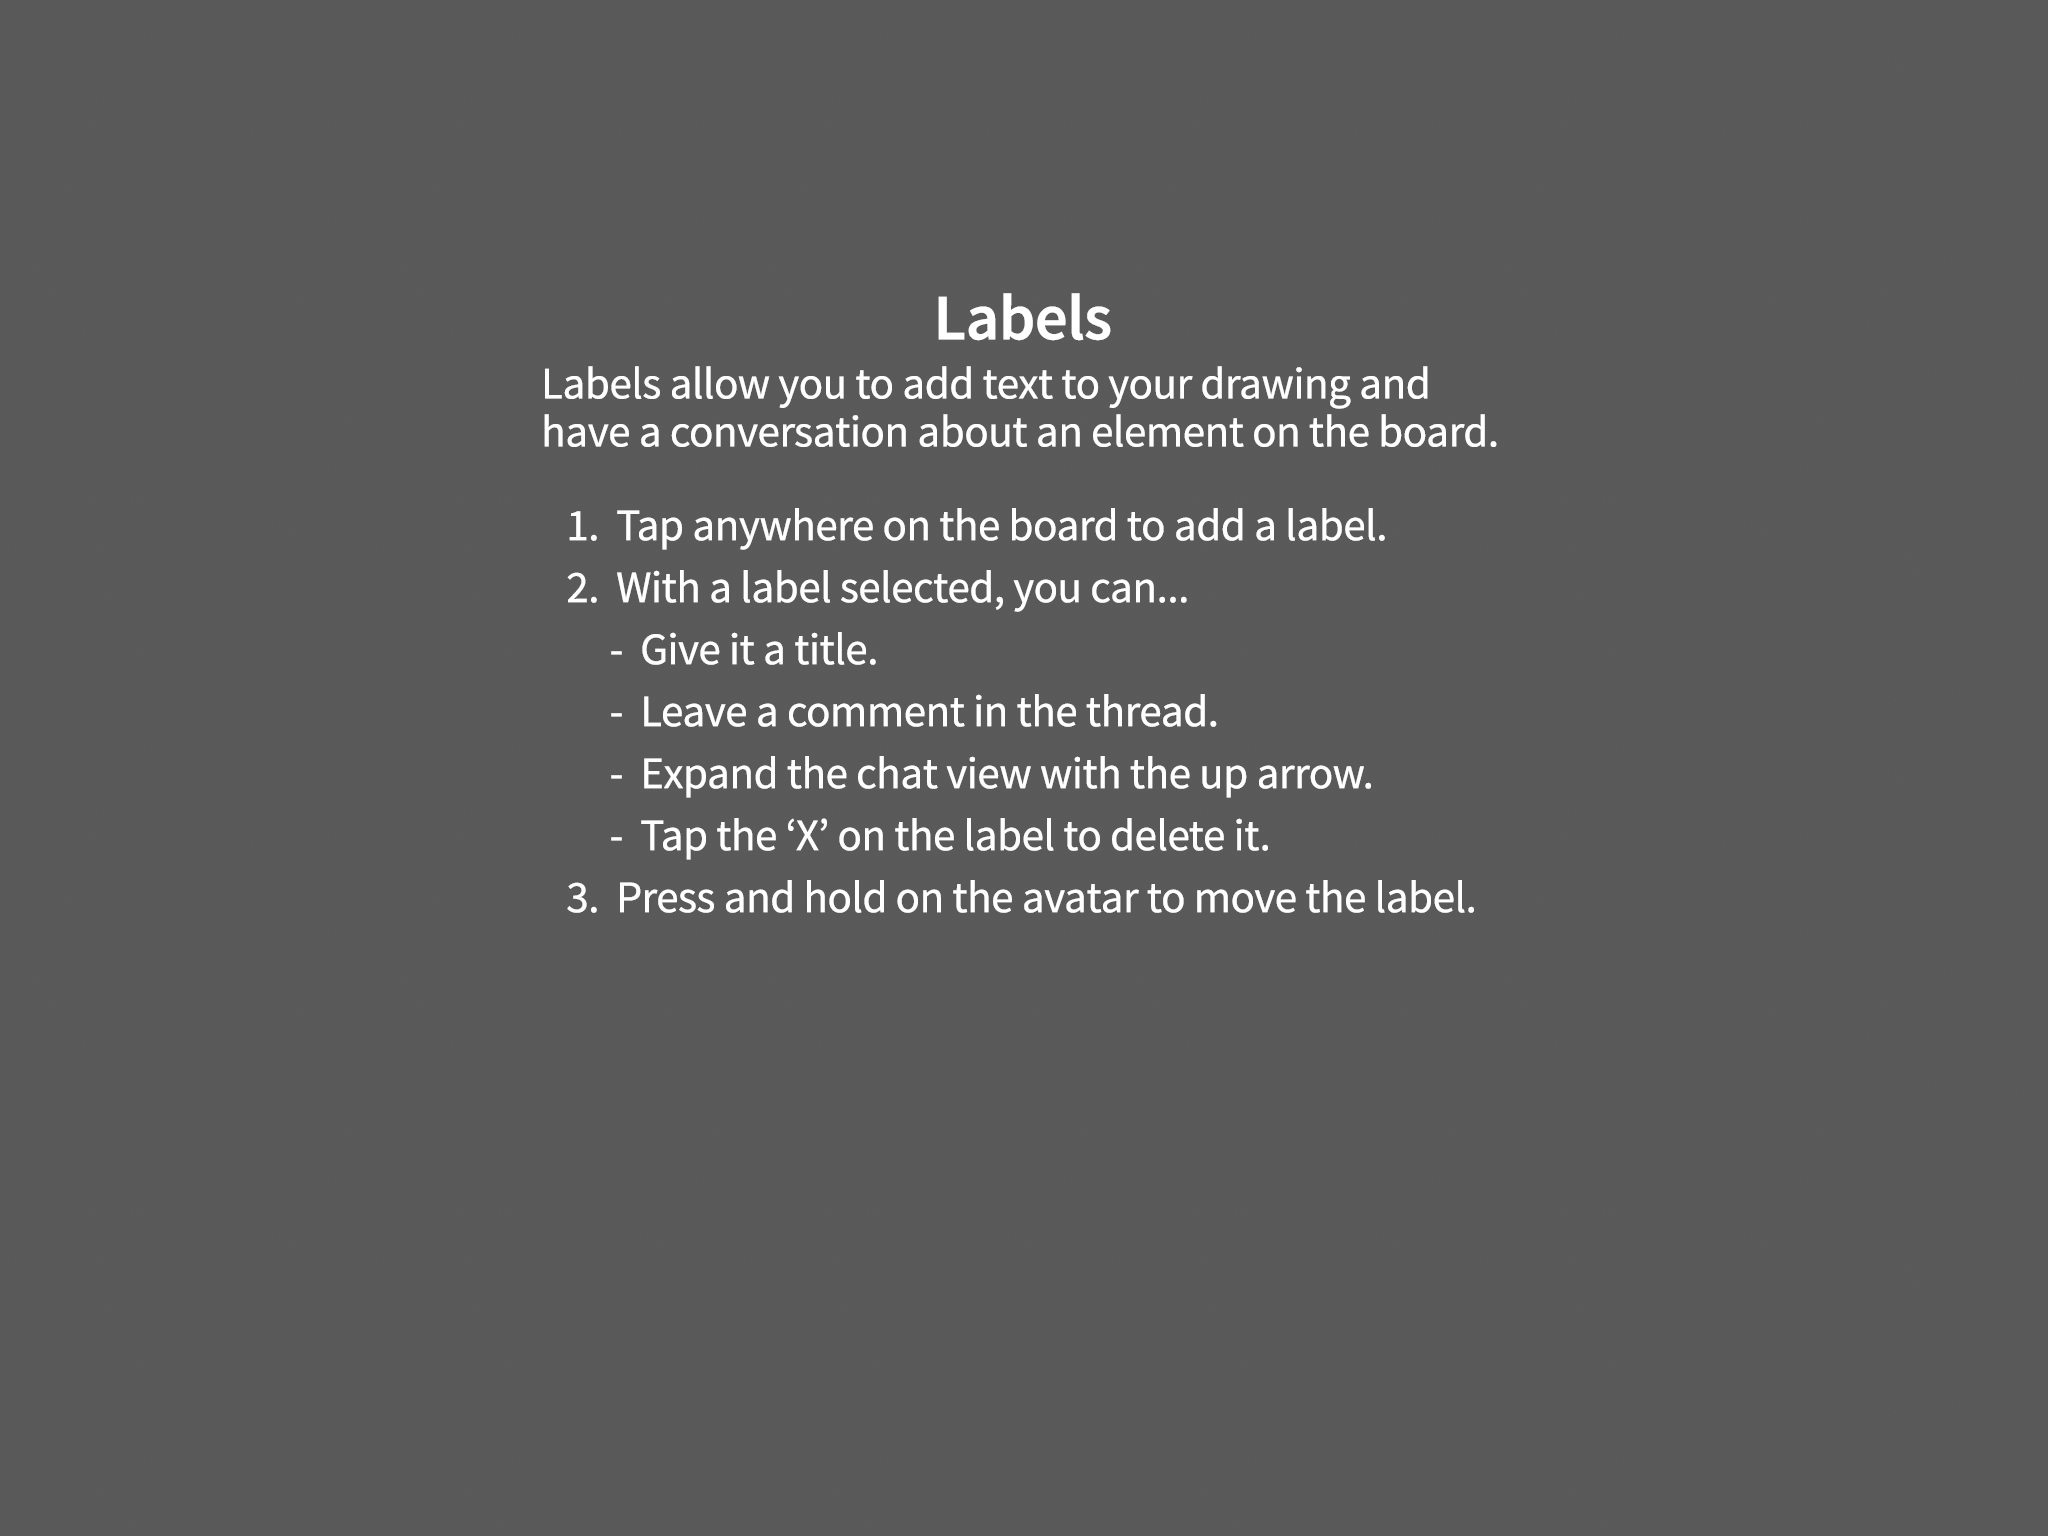 Labels
Labels allow you to add text to your drawing and
have a conversation about an element on the board.
1. Tap anywhere on the board to add a label.
2. With a label selected, you can...
- Give it a title.
- Leave a comment in the thread.
- Expand the chat view with the up arrow.
- Tap the ‘X’ on the label to delete it.
3. Press and hold on the avatar to move the label.